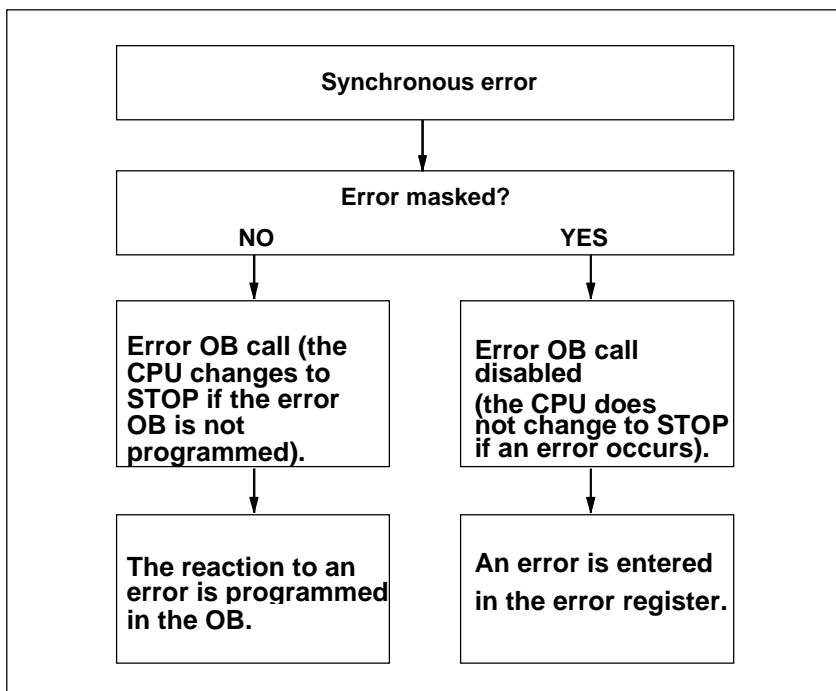 Synchronous error
Error masked?
NO
YES
Error OB call (the
CPU changes to
STOP if the error
OB is not
programmed).
Error OB call
disabled
(the CPU does
not change to STOP
if an error occurs).
The reaction to an
error is programmed
in the OB.
An error is entered
in the error register.